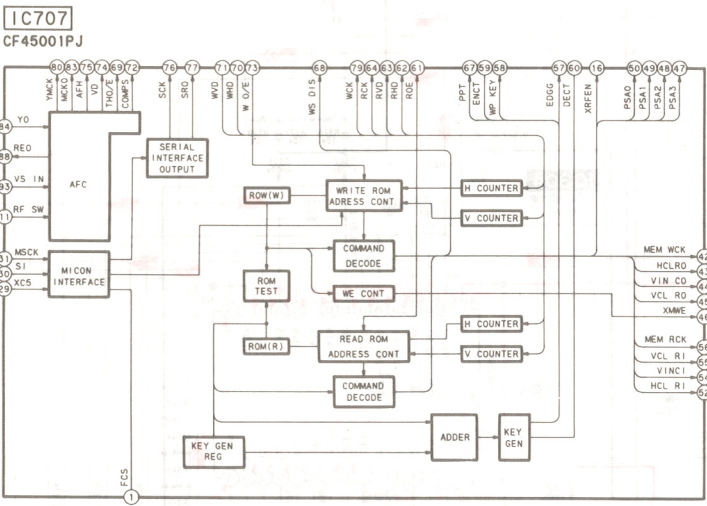 IC707
CF45001PJ
80 83 75 74 69 72 76 77 71 70 73 68 79 64 63 62 61 67 59 58 57 60 16 50 49 48 47
YMCK MCKO AFH VD THO/E COMPS SCK SRO WVD WHD W O/E WS DIS WCK RCK RVD RHD ROE PPT ENCT WP KEY EDGG DECT XRFEN PSA0 PSA1 PSA2 PSA3
84 YO
88 REO
93 VS IN
11 RF SW
AFC
SERIAL
INTERFACE
OUTPUT
31 MSCK
30 SI
29 XCS
MICON
INTERFACE
ROW(W)
WRITE ROM
ADRESS CONT
H COUNTER
V COUNTER
COMMAND
DECODE
ROM
TEST
WE CONT
ROM(R)
READ ROM
ADDRESS CONT
H COUNTER
V COUNTER
COMMAND
DECODE
KEY GEN
REG
ADDER
KEY
GEN
MEM WCK 42
HCLRO 43
VIN CO 44
VCL RO 45
XMWE 46
MEM RCK 56
VCL RI 55
VINCI 54
HCL RI 52
FCS
1